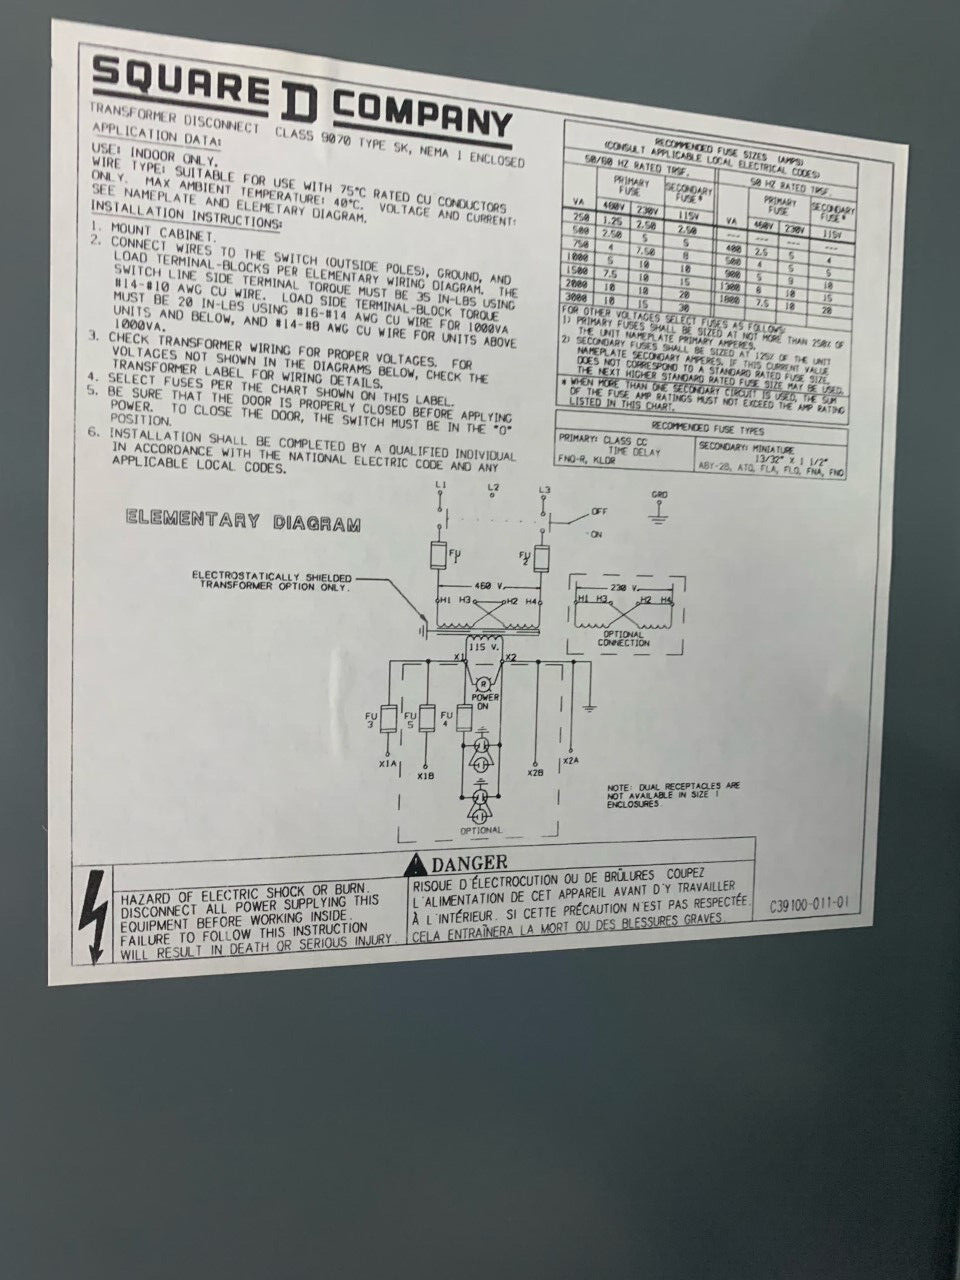 SQUARE D COMPANY
TRANSFORMER DISCONNECT CLASS 9070 TYPE SK, NEMA 1 ENCLOSED
APPLICATION DATA:
USE: INDOOR ONLY.
WIRE TYPE: SUITABLE FOR USE WITH 75°C RATED CU CONDUCTORS
ONLY. MAX AMBIENT TEMPERATURE: 40°C. VOLTAGE AND CURRENT:
SEE NAMEPLATE AND ELEMETARY DIAGRAM.
INSTALLATION INSTRUCTIONS:
1. MOUNT CABINET.
2. CONNECT WIRES TO THE SWITCH (OUTSIDE POLES), GROUND, AND
LOAD TERMINAL-BLOCKS PER ELEMENTARY WIRING DIAGRAM. THE
SWITCH LINE SIDE TERMINAL TORQUE MUST BE 35 IN-LBS USING
#14-#10 AWG CU WIRE. LOAD SIDE TERMINAL-BLOCK TORQUE
MUST BE 20 IN-LBS USING #16-#14 AWG CU WIRE FOR 1000VA
UNITS AND BELOW, AND #14-#8 AWG CU WIRE FOR UNITS ABOVE
1000VA.
3. CHECK TRANSFORMER WIRING FOR PROPER VOLTAGES. FOR
VOLTAGES NOT SHOWN IN THE DIAGRAMS BELOW, CHECK THE
TRANSFORMER LABEL FOR WIRING DETAILS.
4. SELECT FUSES PER THE CHART SHOWN ON THIS LABEL.
5. BE SURE THAT THE DOOR IS PROPERLY CLOSED BEFORE APPLYING
POWER. TO CLOSE THE DOOR, THE SWITCH MUST BE IN THE "O"
POSITION.
6. INSTALLATION SHALL BE COMPLETED BY A QUALIFIED INDIVIDUAL
IN ACCORDANCE WITH THE NATIONAL ELECTRIC CODE AND ANY
APPLICABLE LOCAL CODES.
RECOMMENDED FUSE SIZES (AMPS)
(CONSULT APPLICABLE LOCAL ELECTRICAL CODES)
50/60 HZ RATED TRSF. 50 HZ RATED TRSF.
PRIMARY FUSE SECONDARY FUSE* PRIMARY FUSE SECONDARY FUSE*
VA 460V 230V 115V VA 460V 230V 115V
250 1.25 2.50 2.50 --- --- --- ---
500 2.50 5 5 400 2.5 5 4
750 4 7.50 8 500 4 5 5
1000 5 10 10 900 5 9 10
1500 7.5 10 15 1300 8 10 15
2000 10 10 20 1800 7.5 10 20
3000 10 15 30
FOR OTHER VOLTAGES SELECT FUSES AS FOLLOWS:
1) PRIMARY FUSES SHALL BE SIZED AT NOT MORE THAN 250% OF
THE UNIT NAMEPLATE PRIMARY AMPERES.
2) SECONDARY FUSES SHALL BE SIZED AT 125% OF THE UNIT
NAMEPLATE SECONDARY AMPERES. IF THIS CURRENT VALUE
DOES NOT CORRESPOND TO A STANDARD RATED FUSE SIZE,
THE NEXT HIGHER STANDARD RATED FUSE SIZE MAY BE USED.
* WHEN MORE THAN ONE SECONDARY CIRCUIT IS USED, THE SUM
OF THE FUSE AMP RATINGS MUST NOT EXCEED THE AMP RATING
LISTED IN THIS CHART.
RECOMMENDED FUSE TYPES
PRIMARY: CLASS CC
TIME DELAY
FNQ-R, KLDR
SECONDARY: MINIATURE
13/32" X 1 1/2"
ABY-28, ATQ, FLA, FLQ, FNA, FNQ
ELEMENTARY DIAGRAM
L1 L2 L3 GRD
OFF
ON
FU 1 FU 2
ELECTROSTATICALLY SHIELDED
TRANSFORMER OPTION ONLY.
460 V.
H1 H3 H2 H4
230 V.
H1 H3 H2 H4
OPTIONAL
CONNECTION
115 V.
X1 X2
R
POWER
ON
FU 3 FU 5 FU 4
X1A X1B X2B X2A
OPTIONAL
NOTE: DUAL RECEPTACLES ARE
NOT AVAILABLE IN SIZE 1
ENCLOSURES
DANGER
HAZARD OF ELECTRIC SHOCK OR BURN.
DISCONNECT ALL POWER SUPPLYING THIS
EQUIPMENT BEFORE WORKING INSIDE.
FAILURE TO FOLLOW THIS INSTRUCTION
WILL RESULT IN DEATH OR SERIOUS INJURY.
RISQUE D'ÉLECTROCUTION OU DE BRÛLURES COUPEZ
L'ALIMENTATION DE CET APPAREIL AVANT D'Y TRAVAILLER
À L'INTÉRIEUR. SI CETTE PRÉCAUTION N'EST PAS RESPECTÉE,
CELA ENTRAÎNERA LA MORT OU DES BLESSURES GRAVES
C39100-011-01